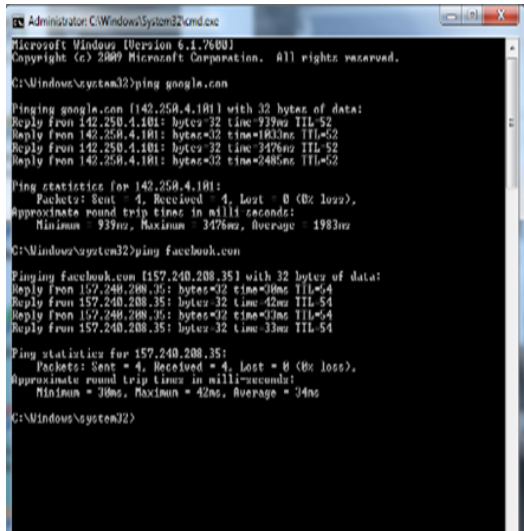 Administrator: C:\Windows\System32\cmd.exe
Microsoft Windows [Version 6.1.7600]
Copyright (c) 2009 Microsoft Corporation.  All rights reserved.
C:\Windows\system32>ping google.com
Pinging google.com [142.250.4.101] with 32 bytes of data:
Reply from 142.250.4.101: bytes=32 time=939ms TTL=52
Reply from 142.250.4.101: bytes=32 time=1033ms TTL=52
Reply from 142.250.4.101: bytes=32 time=3476ms TTL=52
Reply from 142.250.4.101: bytes=32 time=2485ms TTL=52
Ping statistics for 142.250.4.101:
Packets: Sent = 4, Received = 4, Lost = 0 (0% loss),
Approximate round trip times in milli-seconds:
Minimum = 939ms, Maximum = 3476ms, Average = 1983ms
C:\Windows\system32>ping facebook.com
Pinging facebook.com [157.240.208.35] with 32 bytes of data:
Reply from 157.240.208.35: bytes=32 time=30ms TTL=54
Reply from 157.240.208.35: bytes=32 time=42ms TTL=54
Reply from 157.240.208.35: bytes=32 time=33ms TTL=54
Reply from 157.240.208.35: bytes=32 time=33ms TTL=54
Ping statistics for 157.240.208.35:
Packets: Sent = 4, Received = 4, Lost = 0 (0% loss),
Approximate round trip times in milli-seconds:
Minimum = 30ms, Maximum = 42ms, Average = 34ms
C:\Windows\system32>